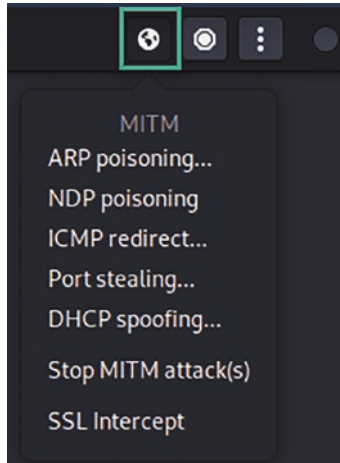 MITM
ARP poisoning...
NDP poisoning
ICMP redirect...
Port stealing...
DHCP spoofing...
Stop MITM attack(s)
SSL Intercept